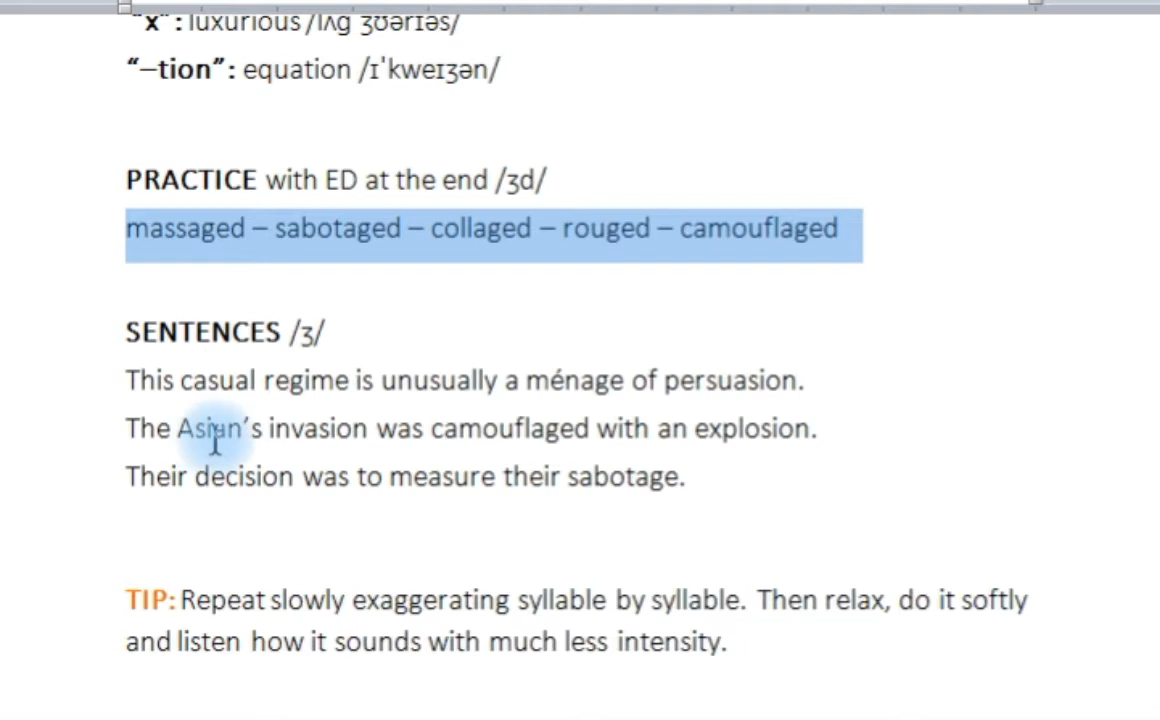 "x": luxurious /lʌg ʒʊərɪəs/
"–tion": equation /ɪˈkweɪʒən/
PRACTICE with ED at the end /ʒd/
massaged – sabotaged – collaged – rouged – camouflaged
SENTENCES /ʒ/
This casual regime is unusually a ménage of persuasion.
The Asian's invasion was camouflaged with an explosion.
Their decision was to measure their sabotage.
TIP: Repeat slowly exaggerating syllable by syllable. Then relax, do it softly
and listen how it sounds with much less intensity.